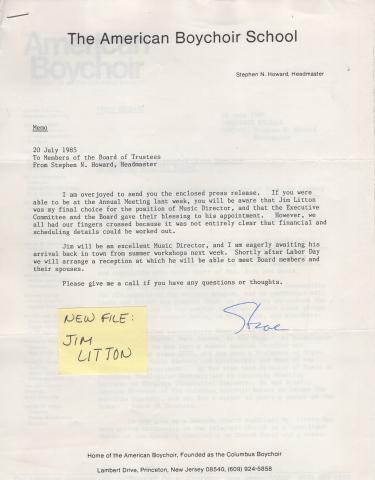 The American Boychoir School
Stephen N. Howard, Headmaster
Memo
20 July 1985
To Members of the Board of Trustees
From Stephen N. Howard, Headmaster
I am overjoyed to send you the enclosed press release. If you were
able to be at the Annual Meeting last week, you will be aware that Jim Litton
was my final choice for the position of Music Director, and that the Executive
Committee and the Board gave their blessing to his appointment. However, we
all had our fingers crossed because it was not entirely clear that financial and
scheduling details could be worked out.
Jim will be an excellent Music Director, and I am eagerly awaiting his
arrival back in town from summer workshops next week. Shortly after Labor Day
we will arrange a reception at which he will be able to meet Board members and
their spouses.
Please give me a call if you have any questions or thoughts.
Steve
NEW FILE:
JIM
LITTON
Home of the American Boychoir, Founded as the Columbus Boychoir
Lambert Drive, Princeton, New Jersey 08540, (609) 924-5858